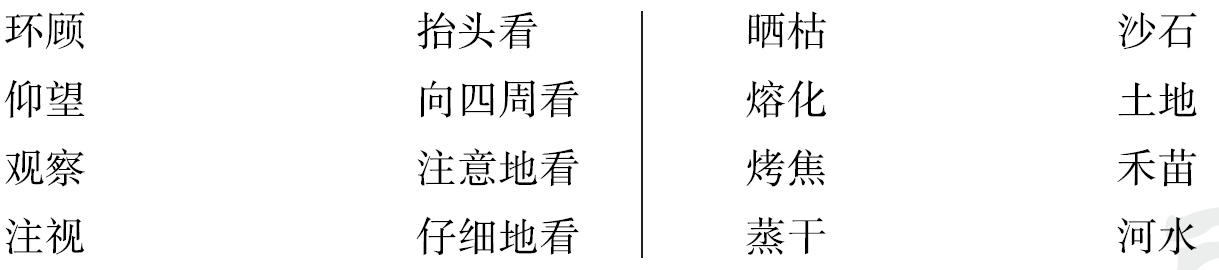 环顾 抬头看 晒枯 沙石
仰望 向四周看 熔化 土地
观察 注意地看 烤焦 禾苗
注视 仔细地看 蒸干 河水